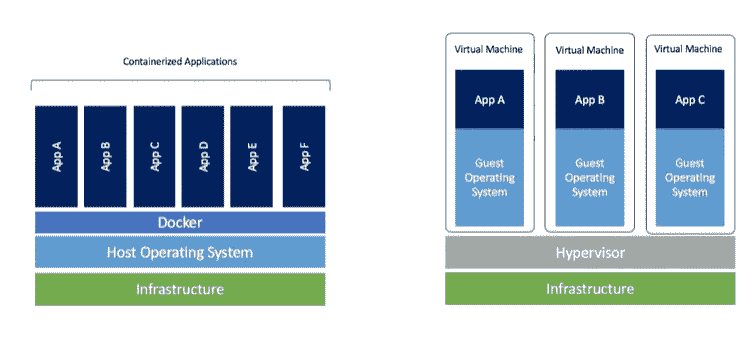 Containerized Applications
App A
App B
App C
App D
App E
App F
Docker
Host Operating System
Infrastructure
Virtual Machine
App A
Guest
Operating
System
Virtual Machine
App B
Guest
Operating
System
Virtual Machine
App C
Guest
Operating
System
Hypervisor
Infrastructure